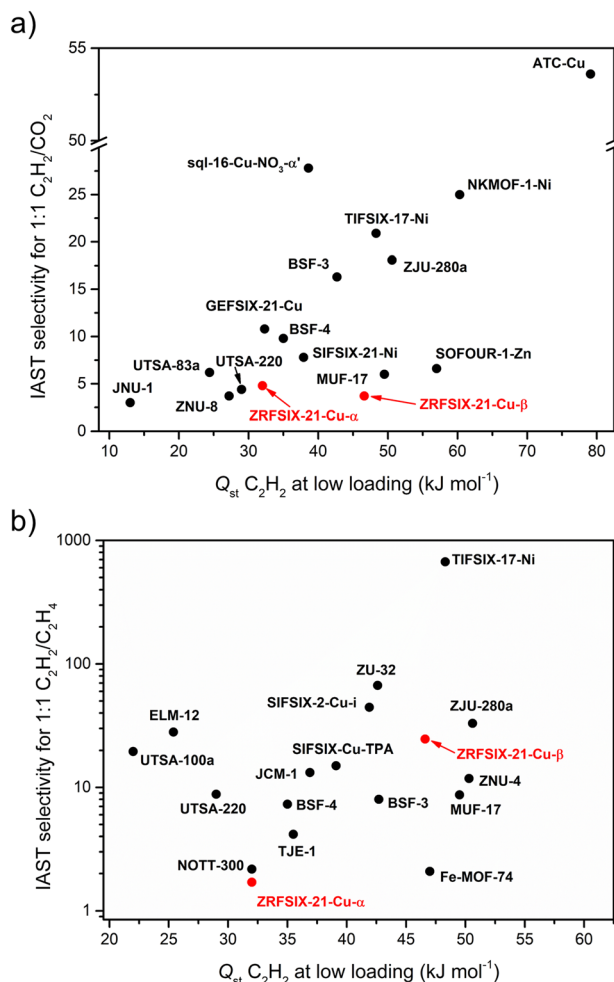 a)
IAST selectivity for 1:1 C₂H₂/CO₂
55
50
25
20
15
10
5
0
ATC-Cu
sql-16-Cu-NO₃-α'
NKMOF-1-Ni
TIFSIX-17-Ni
BSF-3
ZJU-280a
GEFSIX-21-Cu
BSF-4
UTSA-83a
UTSA-220
SIFSIX-21-Ni
SOFOUR-1-Zn
MUF-17
JNU-1
ZNU-8
ZRFSIX-21-Cu-α
ZRFSIX-21-Cu-β
10 20 30 40 50 60 70 80
Qst C₂H₂ at low loading (kJ mol⁻¹)
b)
IAST selectivity for 1:1 C₂H₂/C₂H₄
1000
100
10
1
TIFSIX-17-Ni
ZU-32
SIFSIX-2-Cu-i
ZJU-280a
ELM-12
UTSA-100a
SIFSIX-Cu-TPA
ZRFSIX-21-Cu-β
JCM-1
ZNU-4
UTSA-220
BSF-4
BSF-3
MUF-17
TJE-1
NOTT-300
Fe-MOF-74
ZRFSIX-21-Cu-α
20 25 30 35 40 45 50 55 60
Qst C₂H₂ at low loading (kJ mol⁻¹)